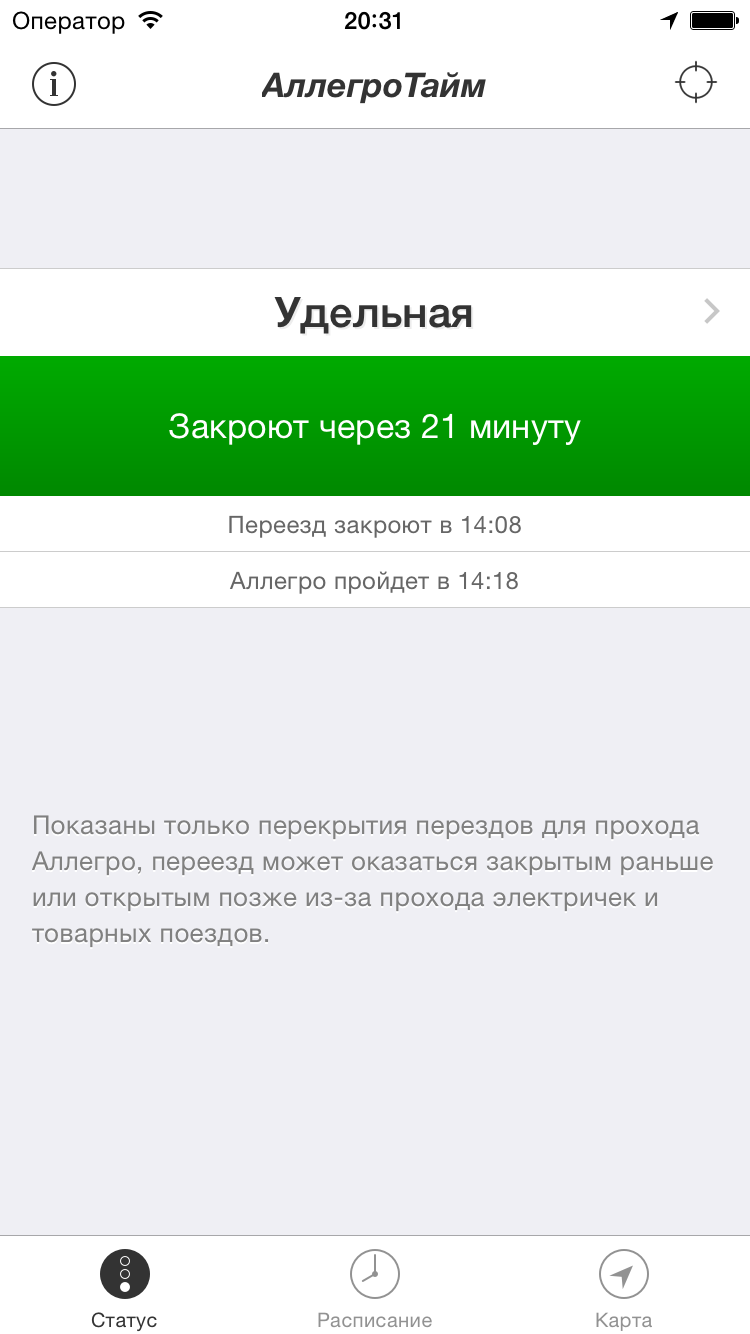 Оператор 20:31
АллегроТайм
Удельная
Закроют через 21 минуту
Переезд закроют в 14:08
Аллегро пройдет в 14:18
Показаны только перекрытия перездов для прохода
Аллегро, переезд может оказаться закрытым раньше
или открытым позже из-за прохода электричек и
товарных поездов.
Статус Расписание Карта